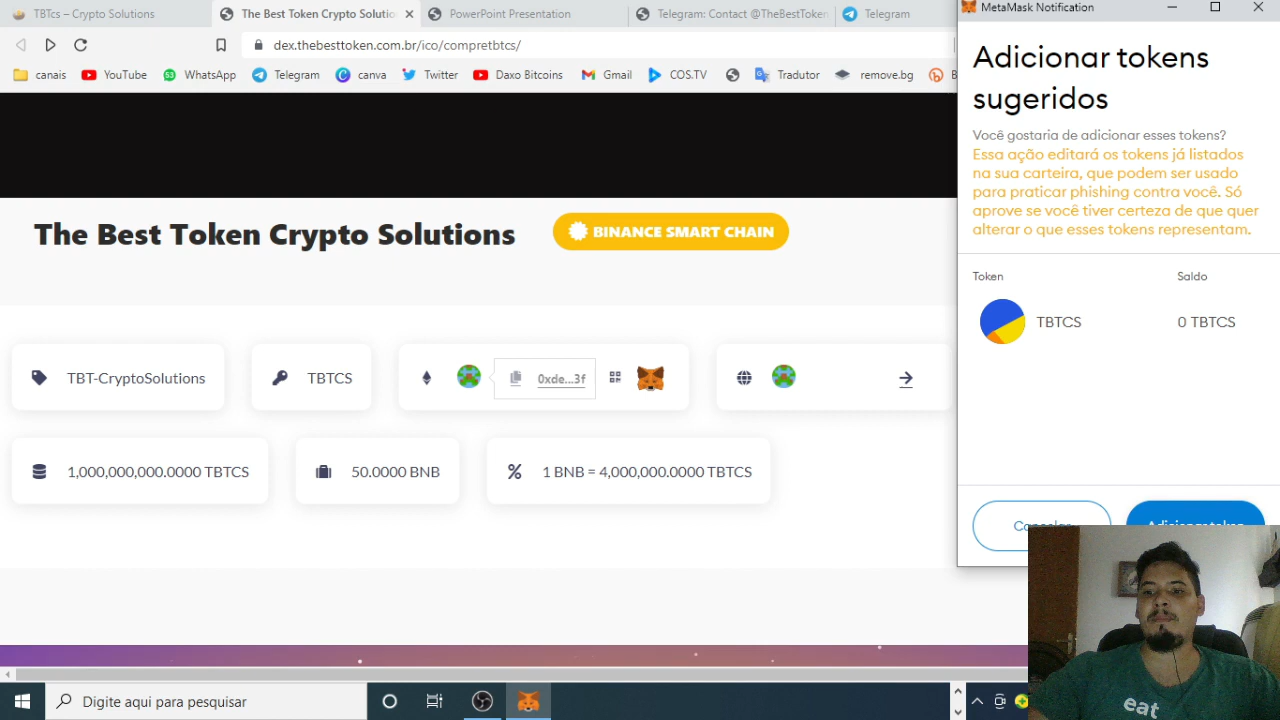 TBTcs – Crypto Solutions
The Best Token Crypto Solutio
PowerPoint Presentation
Telegram: Contact @TheBestToken
Telegram
dex.thebesttoken.com.br/ico/compretbtcs/
canais
YouTube
WhatsApp
Telegram
canva
Twitter
Daxo Bitcoins
Gmail
COS.TV
Tradutor
remove.bg
B
The Best Token Crypto Solutions
BINANCE SMART CHAIN
TBT-CryptoSolutions
TBTCS
0xde...3f
1,000,000,000.0000 TBTCS
50.0000 BNB
1 BNB = 4,000,000.0000 TBTCS
MetaMask Notification
Adicionar tokens
sugeridos
Você gostaria de adicionar esses tokens?
Essa ação editará os tokens já listados
na sua carteira, que podem ser usado
para praticar phishing contra você. Só
aprove se você tiver certeza de que quer
alterar o que esses tokens representam.
Token
Saldo
TBTCS
0 TBTCS
Cancelar
Adicionar token
Digite aqui para pesquisar
eat